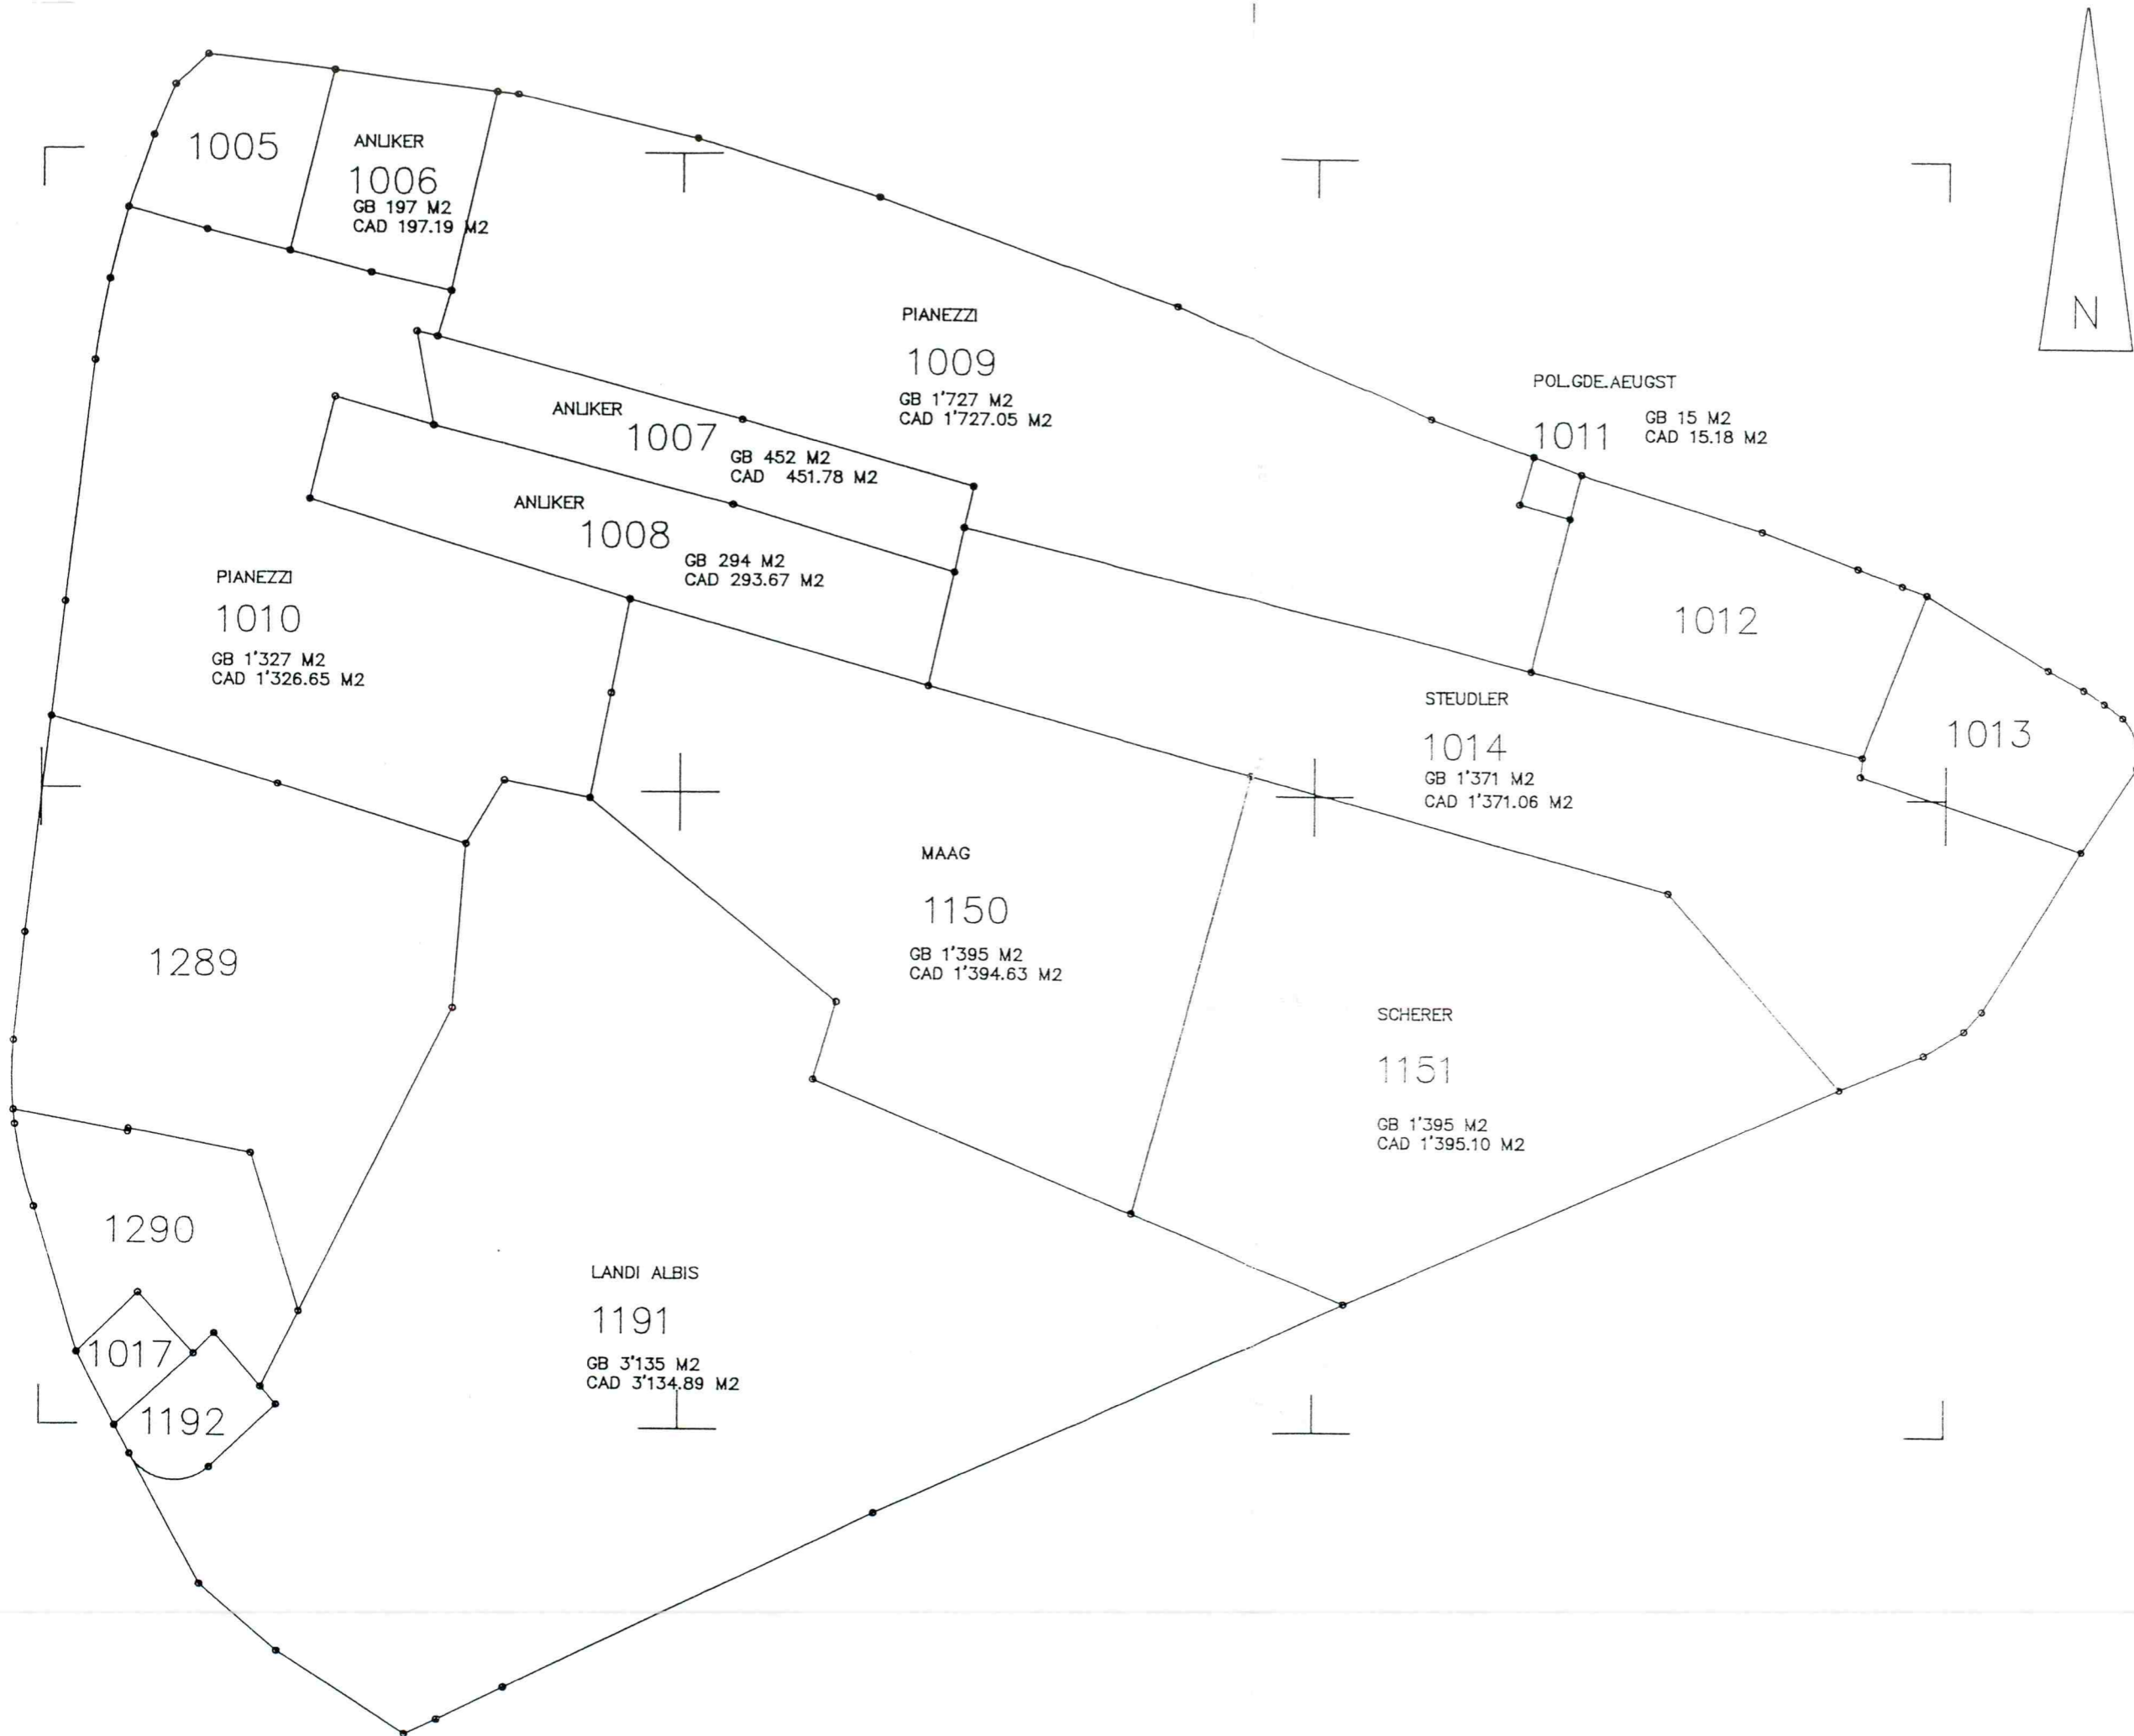 1005
ANLIKER
1006
GB 197 M2
CAD 197.19 M2
N
PIANEZZI
1009
GB 1'727 M2
CAD 1'727.05 M2
POL.GDE.AEUGST
1011
GB 15 M2
CAD 15.18 M2
ANLIKER
1007
GB 452 M2
CAD 451.78 M2
ANLIKER
1008
GB 294 M2
CAD 293.67 M2
PIANEZZI
1010
GB 1'327 M2
CAD 1'326.65 M2
1012
1013
STEUDLER
1014
GB 1'371 M2
CAD 1'371.06 M2
MAAG
1150
GB 1'395 M2
CAD 1'394.63 M2
1289
SCHERER
1151
GB 1'395 M2
CAD 1'395.10 M2
1290
LANDI ALBIS
1191
GB 3'135 M2
CAD 3'134.89 M2
1017
1192